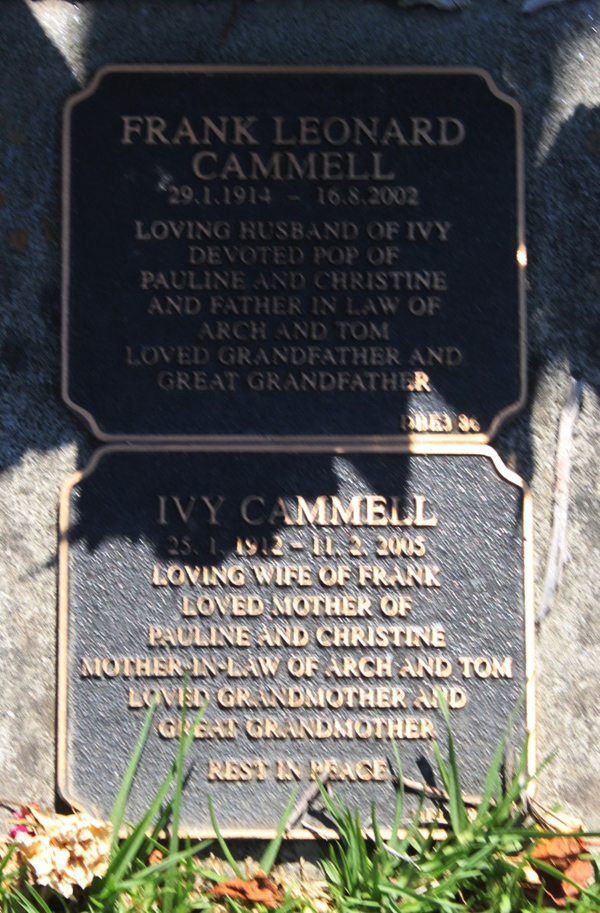 FRANK LEONARD
CAMMELL
29.1.1914 - 16.8.2002
LOVING HUSBAND OF IVY
DEVOTED POP OF
PAULINE AND CHRISTINE
AND FATHER IN LAW OF
ARCH AND TOM
LOVED GRANDFATHER AND
GREAT GRANDFATHER
IVY CAMMELL
25. 1. 1912 - 11. 2. 2005
LOVING WIFE OF FRANK
LOVED MOTHER OF
PAULINE AND CHRISTINE
MOTHER-IN-LAW OF ARCH AND TOM
LOVED GRANDMOTHER AND
GREAT GRANDMOTHER
REST IN PEACE